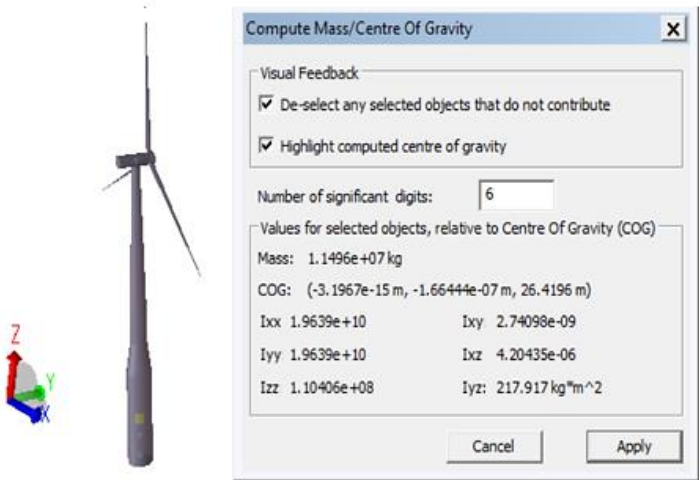 Compute Mass/Centre Of Gravity
Visual Feedback
De-select any selected objects that do not contribute
Highlight computed centre of gravity
Number of significant digits: 6
Values for selected objects, relative to Centre Of Gravity (COG)
Mass: 1.1496e+07 kg
COG: (-3.1967e-15 m, -1.66444e-07 m, 26.4196 m)
Ixx 1.9639e+10 Ixy 2.74098e-09
Iyy 1.9639e+10 Ixz 4.20435e-06
Izz 1.10406e+08 Iyz: 217.917 kg*m^2
Cancel Apply
Z
Y
X